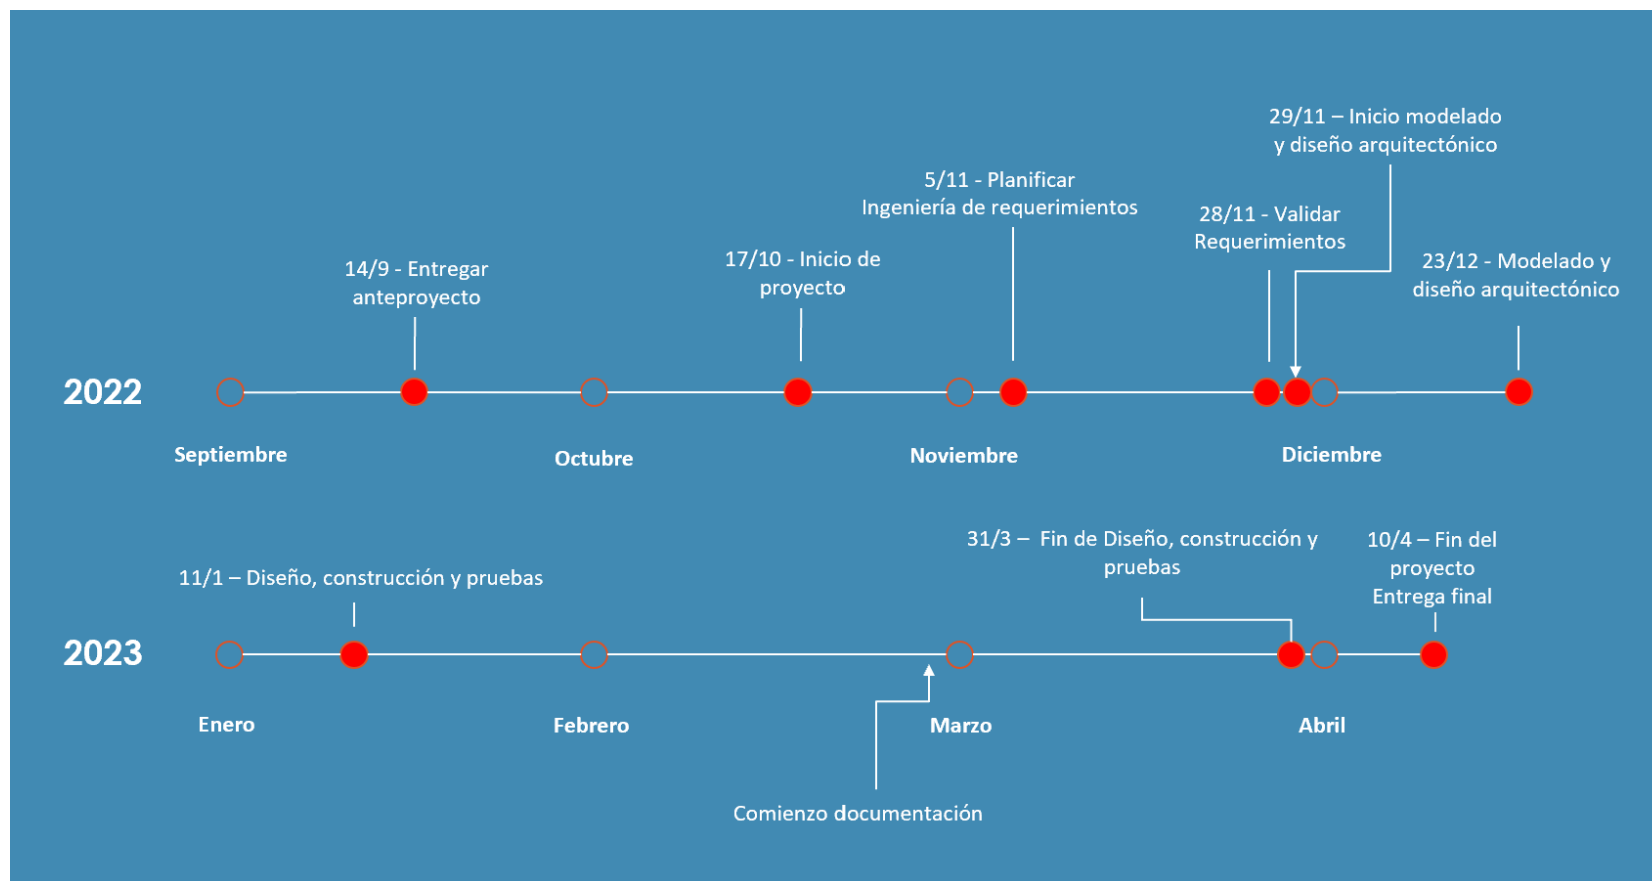 29/11 – Inicio modelado
y diseño arquitectónico
5/11 - Planificar
Ingeniería de requerimientos
28/11 - Validar
Requerimientos
17/10 - Inicio de
proyecto
14/9 - Entregar
anteproyecto
23/12 - Modelado y
diseño arquitectónico
2022
Septiembre
Octubre
Noviembre
Diciembre
31/3 – Fin de Diseño, construcción y
pruebas
10/4 – Fin del
proyecto
Entrega final
11/1 – Diseño, construcción y pruebas
2023
Enero
Febrero
Marzo
Abril
Comienzo documentación